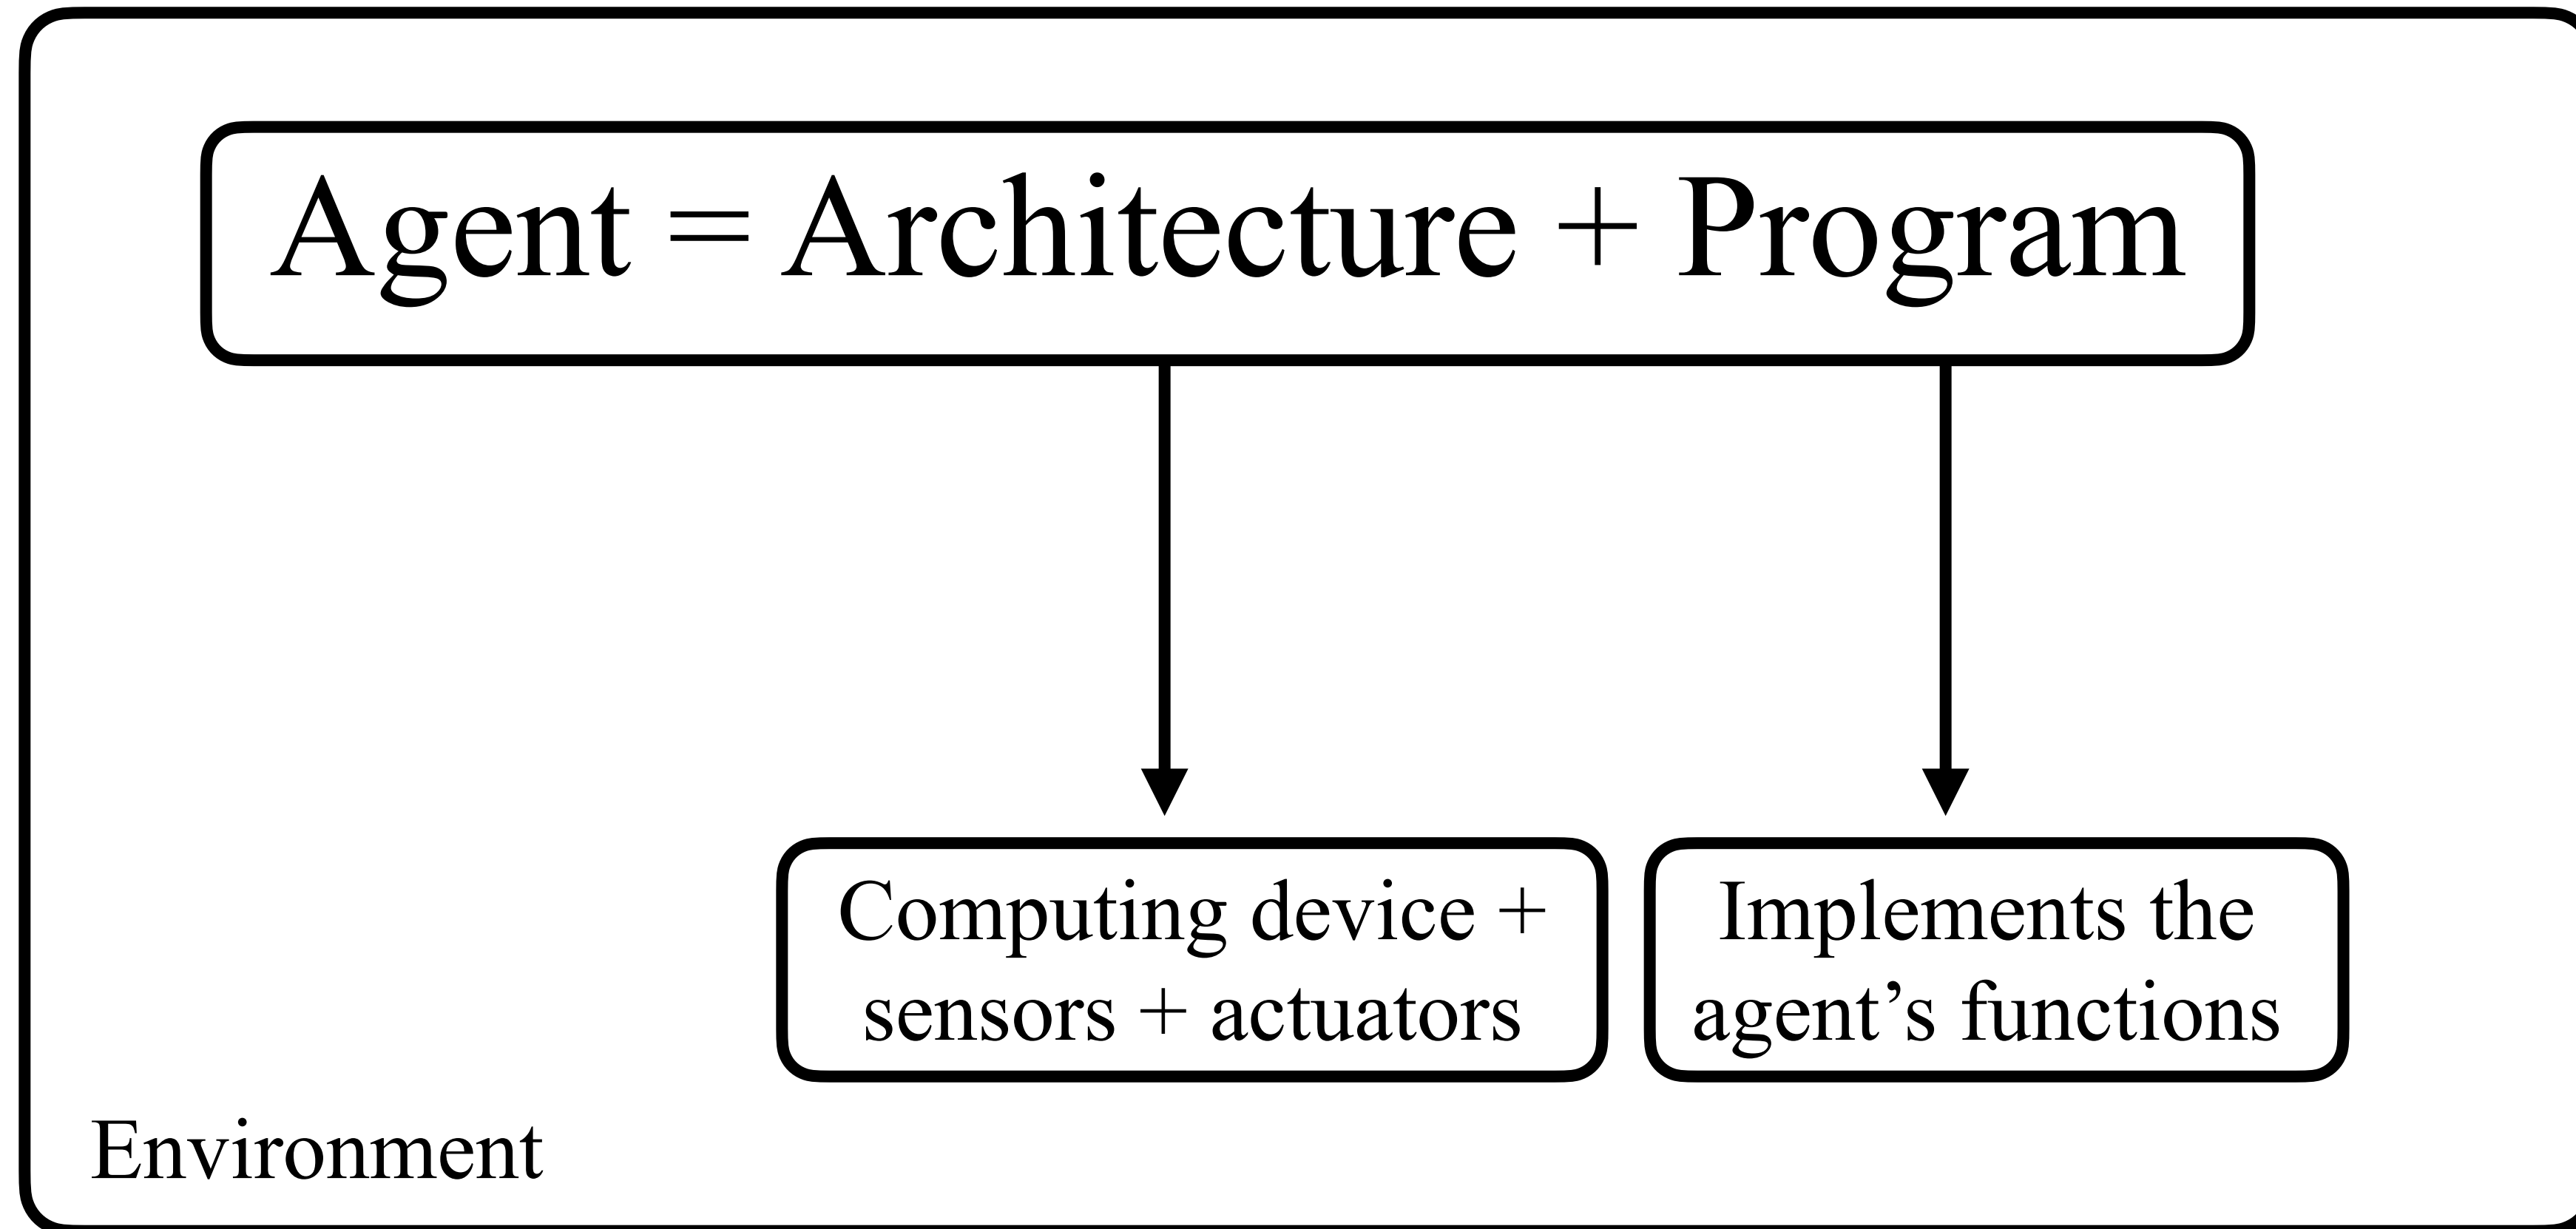 Agent = Architecture + Program
Computing device +
sensors + actuators
Implements the
agent’s functions
Environment